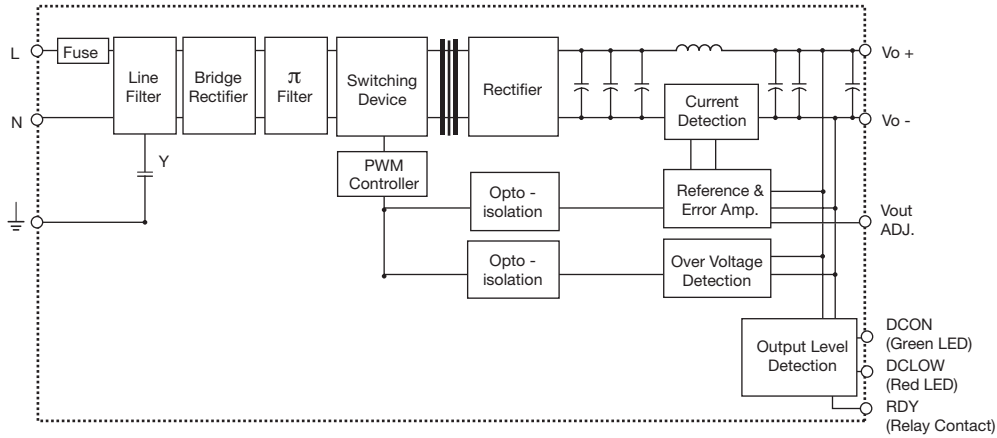 L
Fuse
Line
Filter
Bridge
Rectifier
π
Filter
Switching
Device
Rectifier
Current
Detection
Vo +
N
Vo -
Y
PWM
Controller
Opto -
isolation
Reference &
Error Amp.
Vout
ADJ.
Opto -
isolation
Over Voltage
Detection
Output Level
Detection
DCON
(Green LED)
DCLOW
(Red LED)
RDY
(Relay Contact)